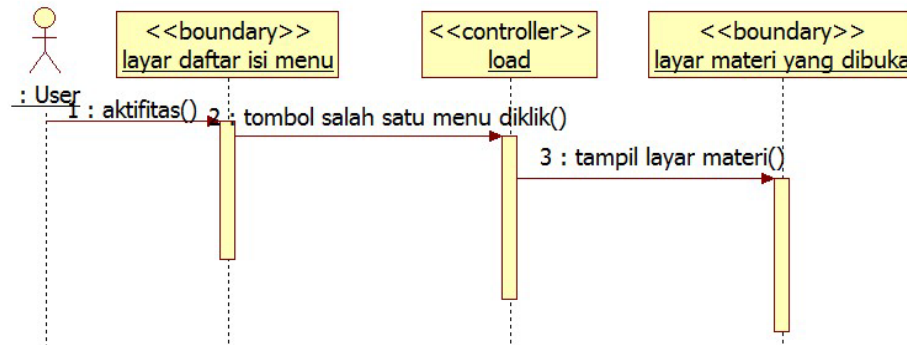 <<boundary>>
layar daftar isi menu
<<controller>>
load
<<boundary>>
layar materi yang dibuka
: User
1 : aktifitas()
2 : tombol salah satu menu diklik()
3 : tampil layar materi()